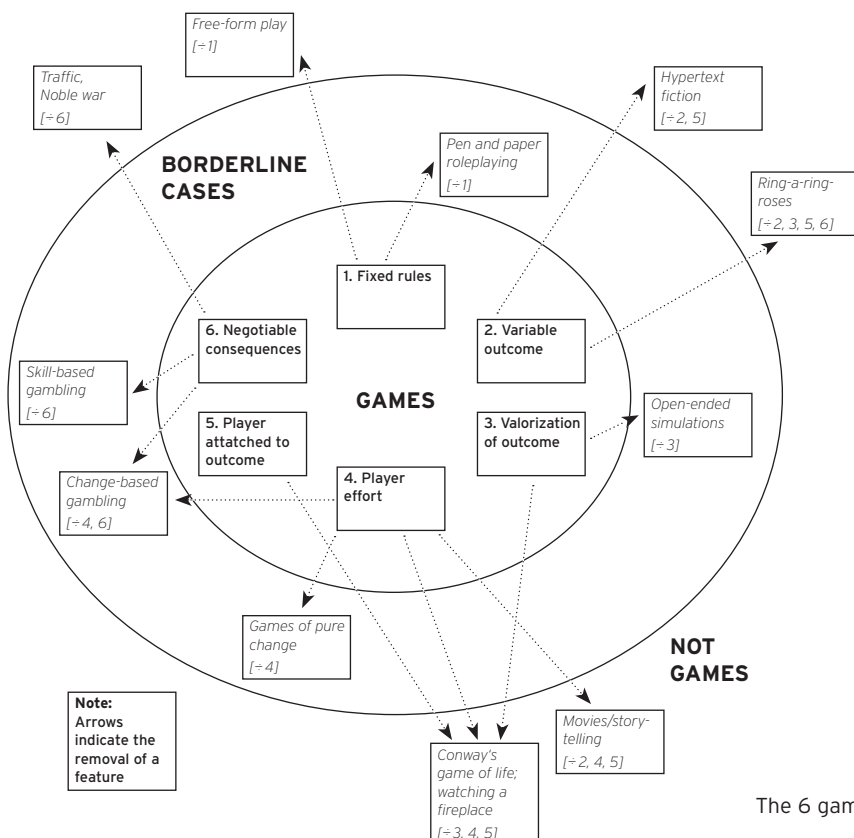 Free-form play
[÷1]
Traffic,
Noble war
[÷6]
Hypertext
fiction
[÷2, 5]
BORDERLINE
CASES
Pen and paper
roleplaying
[÷1]
Ring-a-ring-
roses
[÷2, 3, 5, 6]
1. Fixed rules
6. Negotiable
consequences
2. Variable
outcome
Skill-based
gambling
[÷6]
GAMES
5. Player
attatched to
outcome
3. Valorization
of outcome
Open-ended
simulations
[÷3]
4. Player
effort
Change-based
gambling
[÷4, 6]
Games of pure
change
[÷4]
NOT
GAMES
Note:
Arrows
indicate the
removal of a
feature
Movies/story-
telling
[÷2, 4, 5]
Conway's
game of life;
watching a
fireplace
[÷3, 4, 5]
The 6 gam